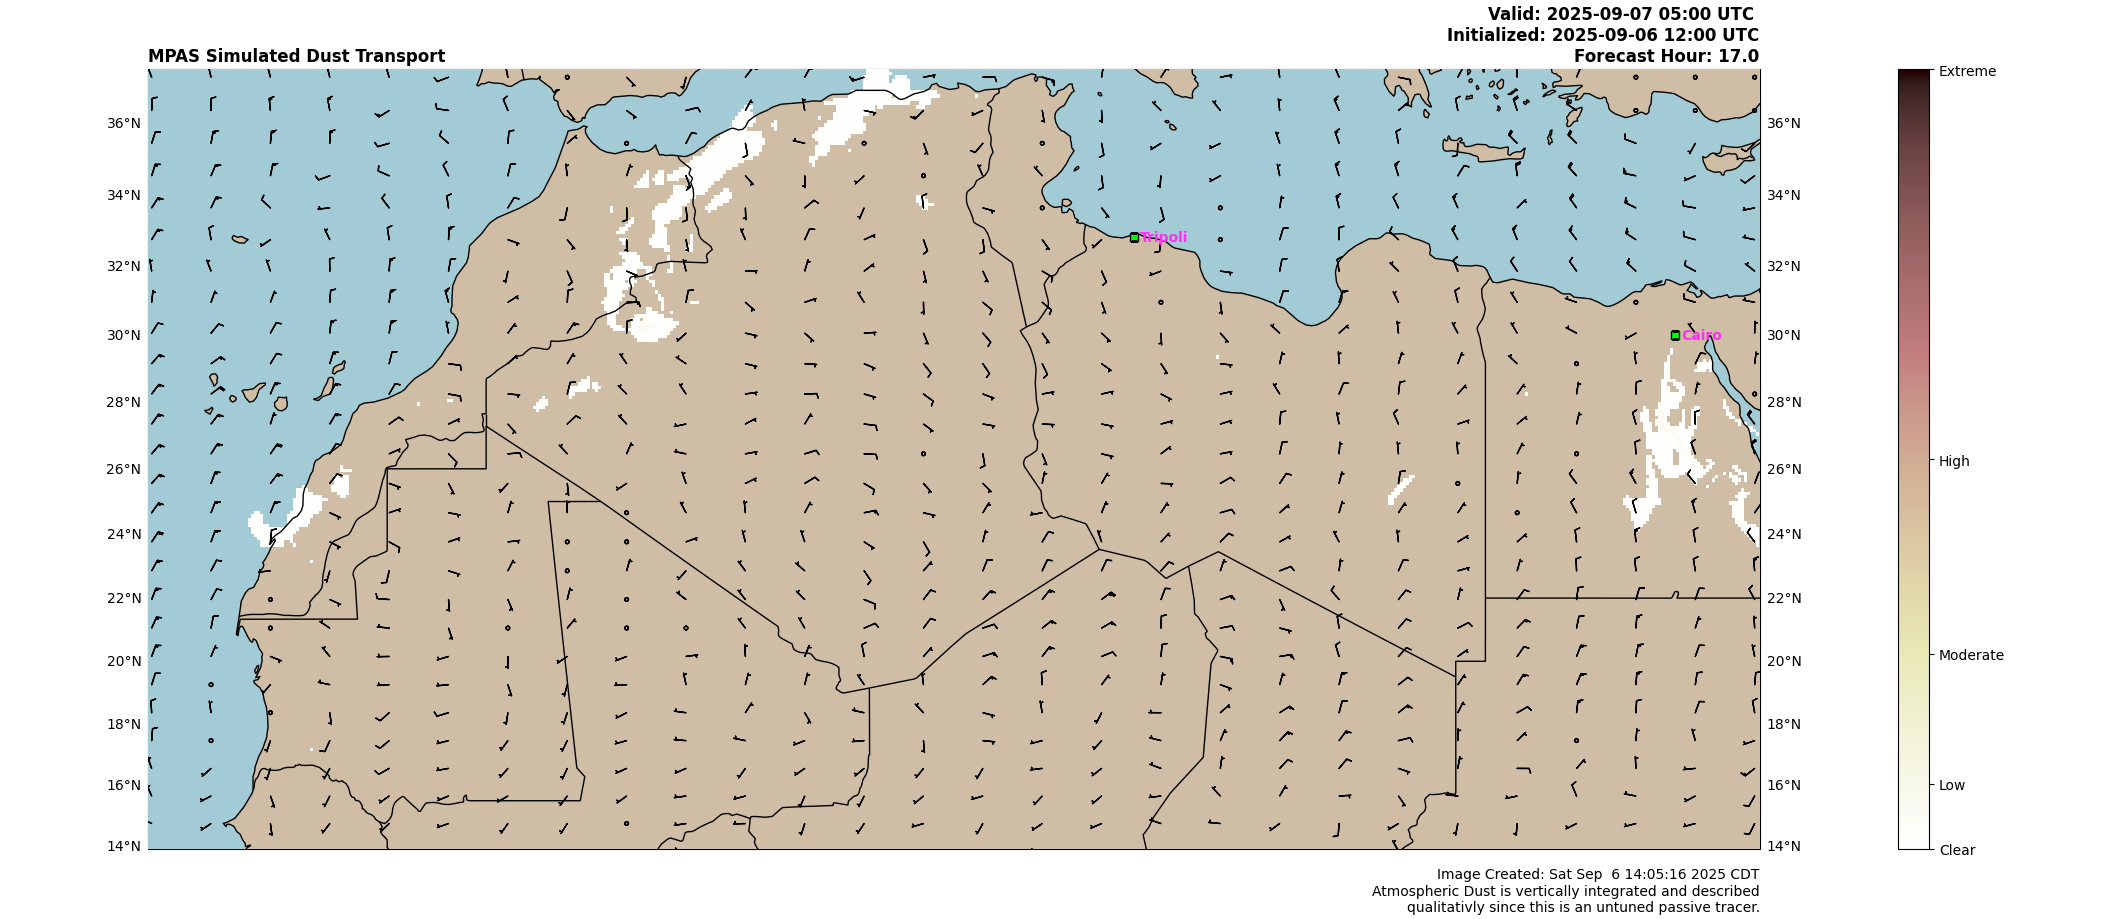 Valid: 2025-09-07 05:00 UTC
Initialized: 2025-09-06 12:00 UTC
MPAS Simulated Dust Transport
Forecast Hour: 17.0
Extreme
36°N
36°N
34°N
34°N
Tripoli
32°N
32°N
30°N
Cairo
30°N
28°N
28°N
26°N
26°N
High
24°N
24°N
22°N
22°N
20°N
20°N
Moderate
18°N
18°N
16°N
16°N
Low
14°N
14°N
Clear
Image Created: Sat Sep  6 14:05:16 2025 CDT
Atmospheric Dust is vertically integrated and described
qualitativly since this is an untuned passive tracer.